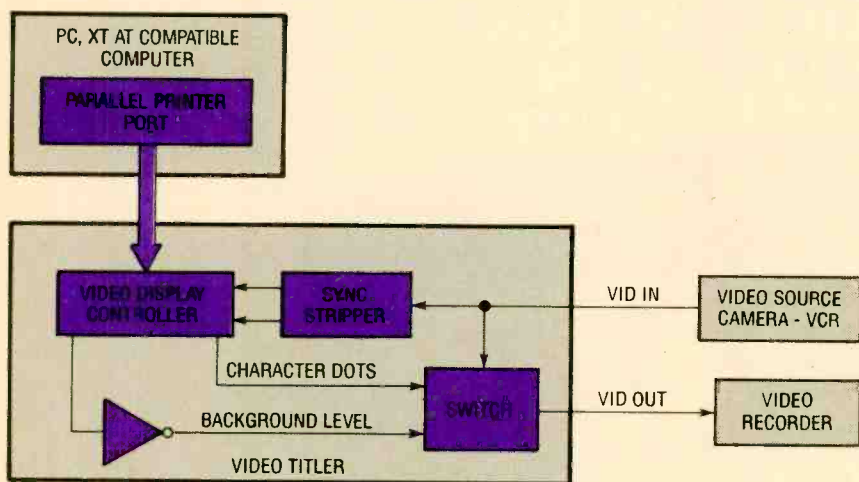 PC, XT AT COMPATIBLE
COMPUTER
PARALLEL PRINTER
PORT
VIDEO DISPLAY
CONTROLLER
SYNC
STRIPPER
VID IN
VIDEO SOURCE
CAMERA - VCR
CHARACTER DOTS
SWITCH
VID OUT
VIDEO
RECORDER
BACKGROUND LEVEL
VIDEO TITLER